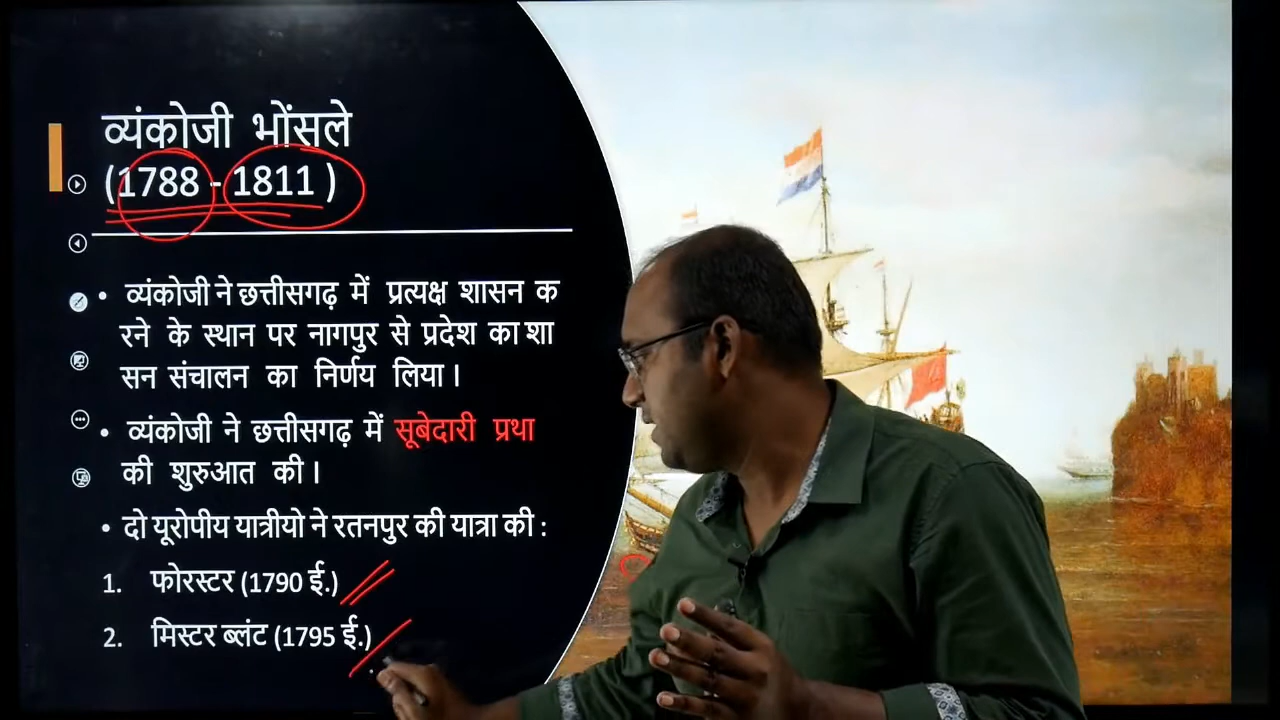 व्यंकोजी भोंसले
(1788 - 1811 )
• व्यंकोजी ने छत्तीसगढ़ में प्रत्यक्ष शासन क
रने के स्थान पर नागपुर से प्रदेश का शा
सन संचालन का निर्णय लिया ।
• व्यंकोजी ने छत्तीसगढ़ में सूबेदारी प्रथा
की शुरुआत की ।
• दो यूरोपीय यात्रीयो ने रतनपुर की यात्रा की :
1. फोरस्टर (1790 ई.)
2. मिस्टर ब्लंट (1795 ई.)